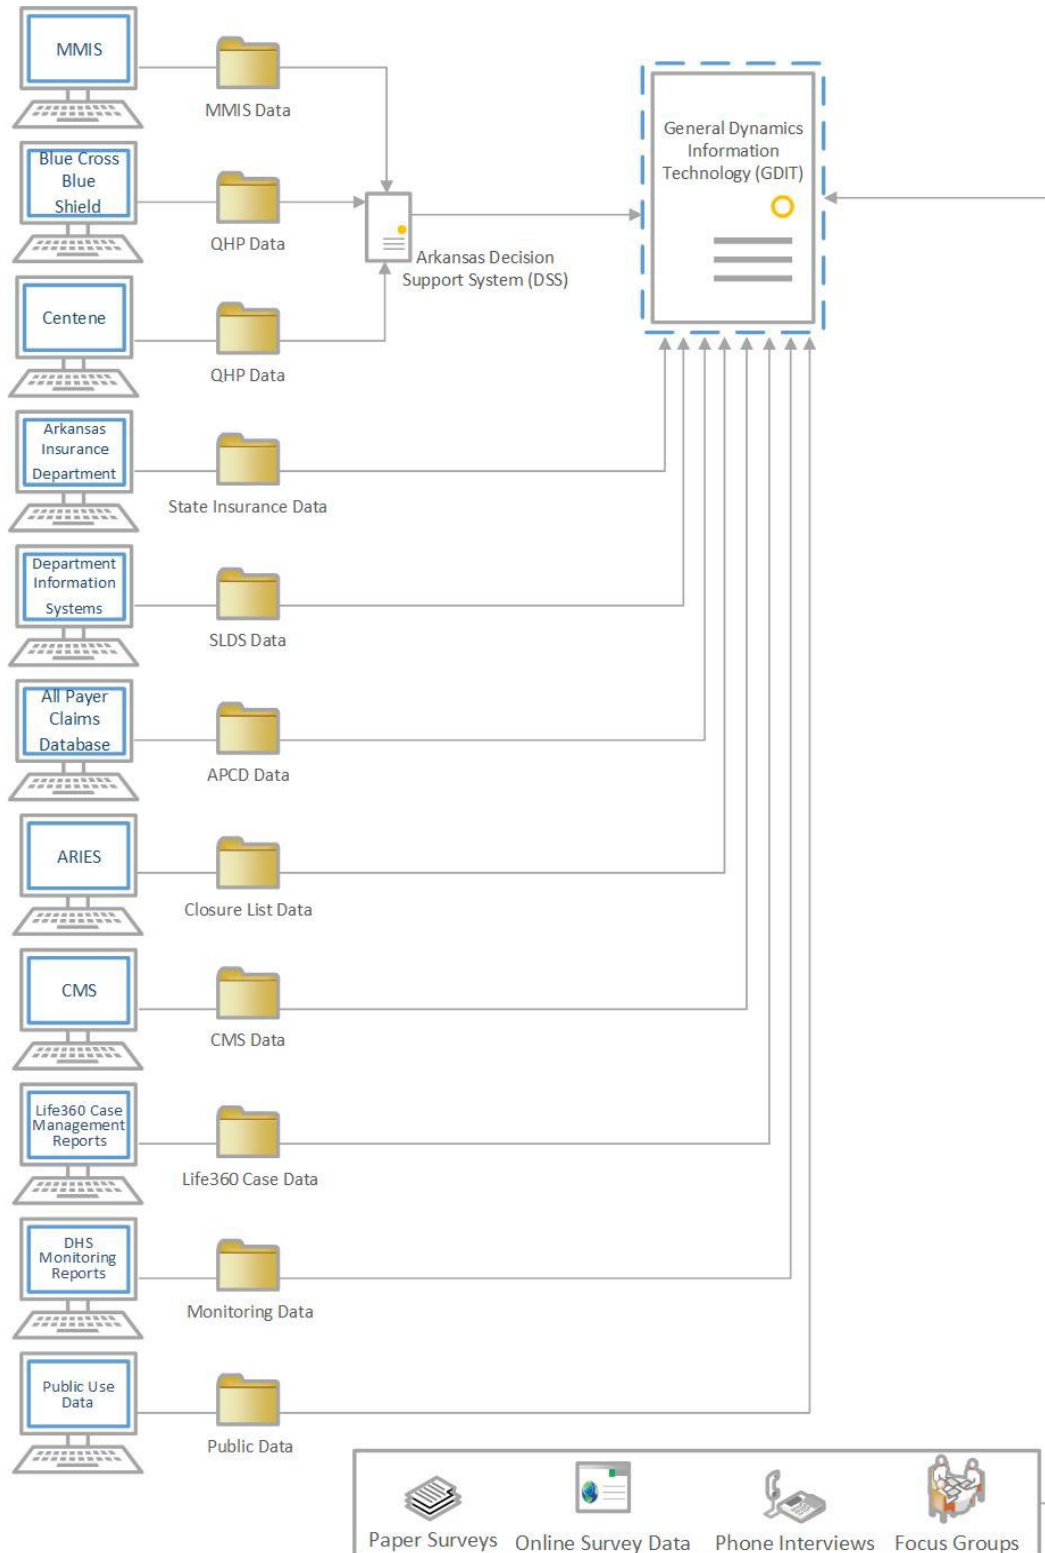 MMIS
MMIS Data
General Dynamics
Information
Technology (GDIT)
Blue Cross
Blue
Shield
QHP Data
Arkansas Decision
Support System (DSS)
Centene
QHP Data
Arkansas
Insurance
Department
State Insurance Data
Department
Information
Systems
SLDS Data
All Payer
Claims
Database
APCD Data
ARIES
Closure List Data
CMS
CMS Data
Life360 Case
Management
Reports
Life360 Case Data
DHS
Monitoring
Reports
Monitoring Data
Public Use
Data
Public Data
Paper Surveys
Online Survey Data
Phone Interviews
Focus Groups